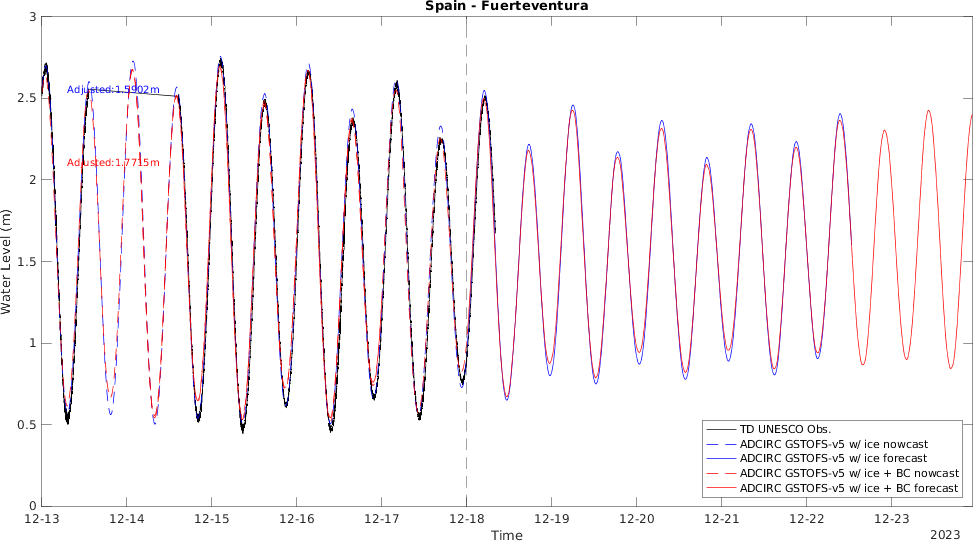 Spain - Fuerteventura
3
2.5
2
1.5
1
0.5
0
Water Level (m)
Adjusted:1.5902m
Adjusted:1.7715m
TD UNESCO Obs.
ADCIRC GSTOFS-v5 w/ ice nowcast
ADCIRC GSTOFS-v5 w/ ice forecast
ADCIRC GSTOFS-v5 w/ ice + BC nowcast
ADCIRC GSTOFS-v5 w/ ice + BC forecast
12-13 12-14 12-15 12-16 12-17 12-18 12-19 12-20 12-21 12-22 12-23
Time
2023